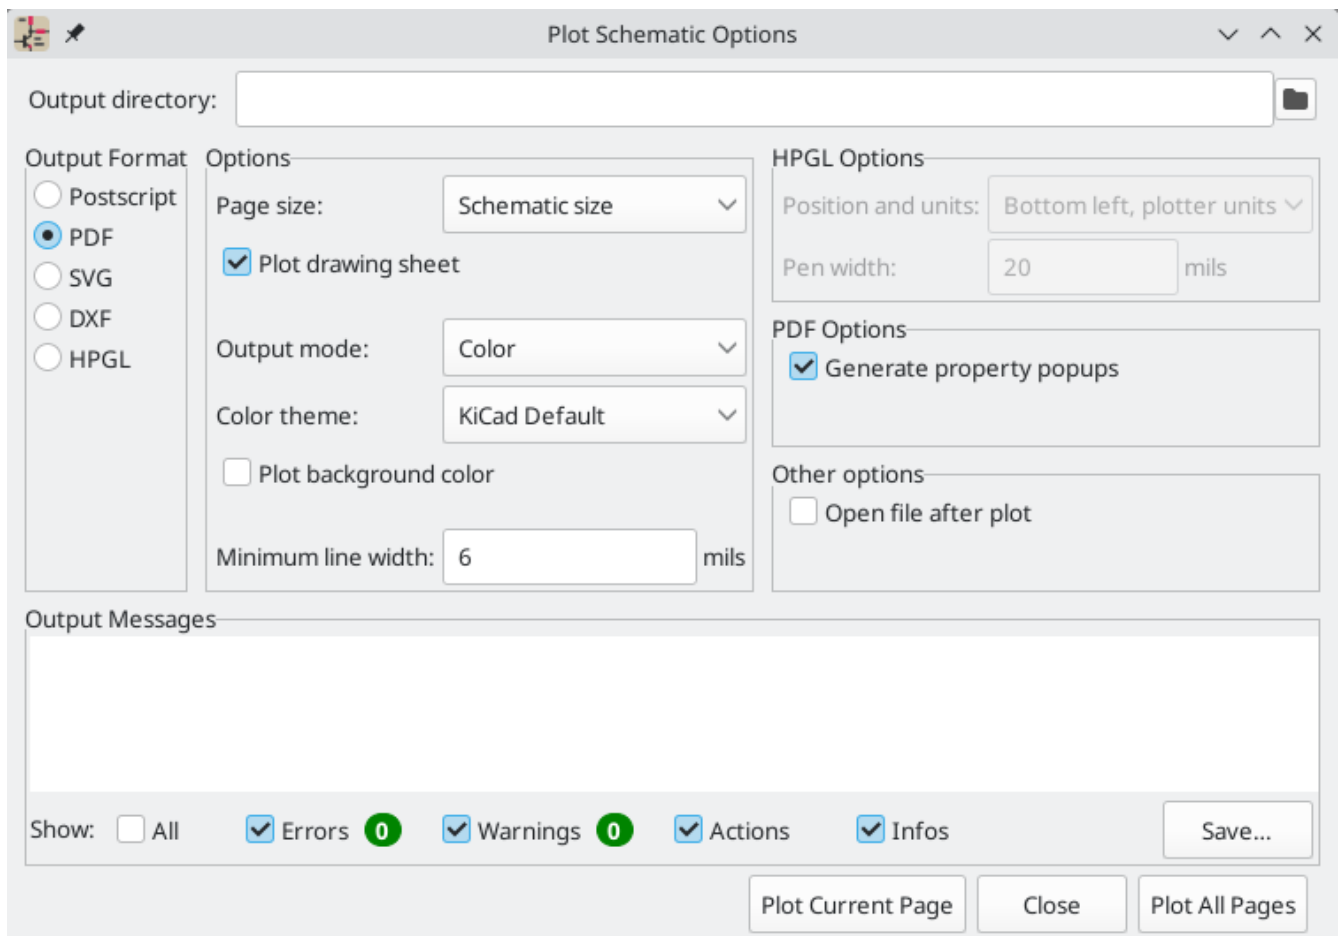 Plot Schematic Options
Output directory:
Output Format
Postscript
PDF
SVG
DXF
HPGL
Options
Page size: Schematic size
Plot drawing sheet
Output mode: Color
Color theme: KiCad Default
Plot background color
Minimum line width: 6 mils
HPGL Options
Position and units: Bottom left, plotter units
Pen width: 20 mils
PDF Options
Generate property popups
Other options
Open file after plot
Output Messages
Show: All Errors 0 Warnings 0 Actions Infos Save...
Plot Current Page Close Plot All Pages